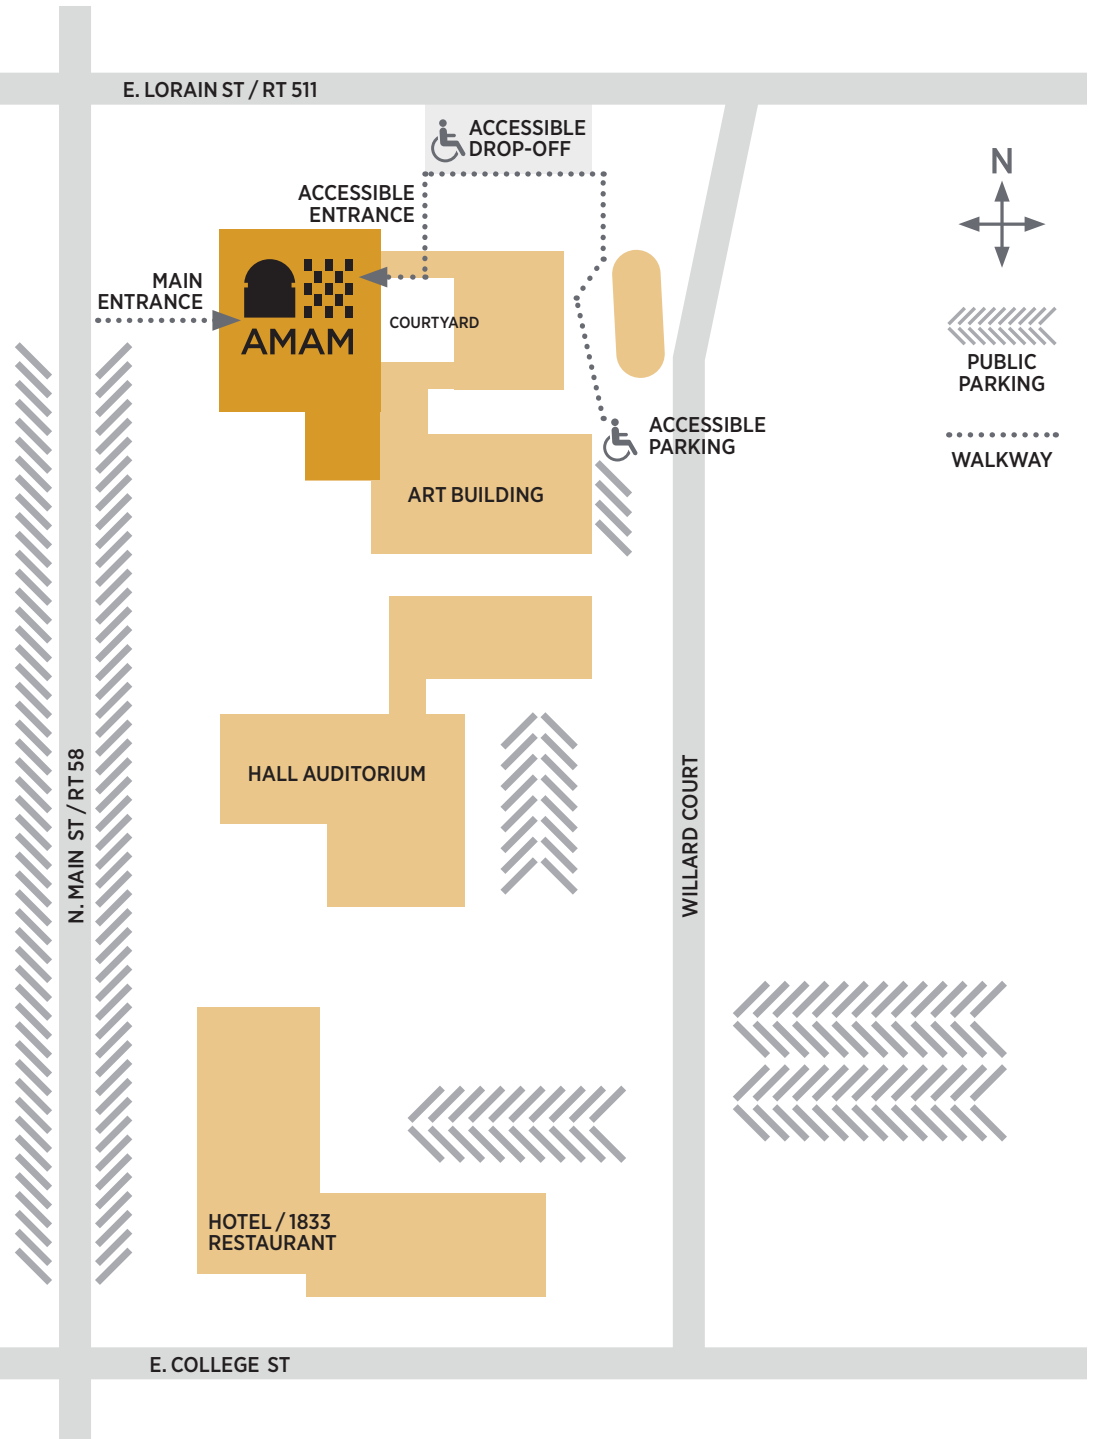 E. LORAIN ST / RT 511
ACCESSIBLE
DROP-OFF
N
ACCESSIBLE
ENTRANCE
MAIN
ENTRANCE
AMAM
COURTYARD
PUBLIC
PARKING
ACCESSIBLE
PARKING
WALKWAY
ART BUILDING
HALL AUDITORIUM
N. MAIN ST / RT 58
WILLARD COURT
HOTEL / 1833
RESTAURANT
E. COLLEGE ST